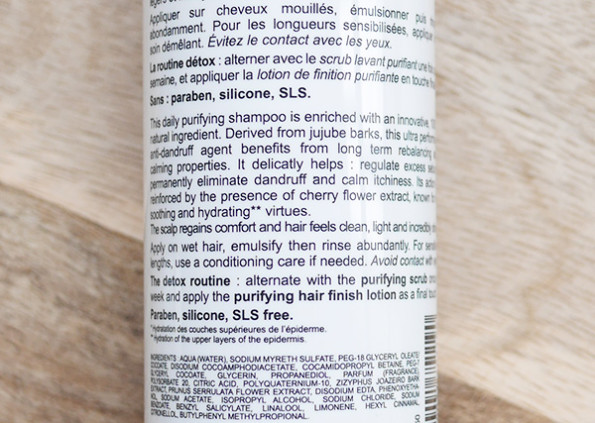 Appliquer sur cheveux mouillés, émulsionner puis
abondamment. Pour les longueurs sensibilisées, applique
soin démêlant. Évitez le contact avec les yeux.
La routine détox : alterner avec le scrub lavant purifiant une
semaine, et appliquer la lotion de finition purifiante en touche
Sans : paraben, silicone, SLS.
This daily purifying shampoo is enriched with an innovative,
natural ingredient. Derived from jujube barks, this ultra
anti-dandruff agent benefits from long term rebalancing
calming properties. It delicatly helps : regulate excess
permanently eliminate dandruff and calm itchiness. Its
reinforced by the presence of cherry flower extract, known
soothing and hydrating** virtues.
The scalp regains comfort and hair feels clean, light and incredibly
Apply on wet hair, emulsify then rinse abundantly. For
lengths, use a conditioning care if needed. Avoid contact with
The detox routine : alternate with the purifying scrub
week and apply the purifying hair finish lotion as a final
Paraben, silicone, SLS free.
*Hydratation des couches supérieures de l'épiderme.
**Hydration of the upper layers of the epidermis.
INGREDIENTS: AQUA (WATER), SODIUM MYRETH SULFATE, PEG-18 GLYCERYL OLEATE/
COCOATE, DISODIUM COCOAMPHODIACETATE, COCAMIDOPROPYL BETAINE, PEG-7
GLYCERYL COCOATE, GLYCERIN, PROPANEDIOL, PARFUM (FRAGRANCE),
POLYSORBATE 20, CITRIC ACID, POLYQUATERNIUM-10, ZIZYPHUS JOAZEIRO BARK
EXTRACT, PRUNUS SERRULATA FLOWER EXTRACT, DISODIUM EDTA,
SODIUM ACETATE, ISOPROPYL ALCOHOL, SODIUM CHLORIDE, SODIUM
BENZOATE, BENZYL SALICYLATE, LINALOOL, LIMONENE, HEXYL CINNAMAL,
CITRONELLOL, BUTYLPHENYL METHYLPROPIONAL.